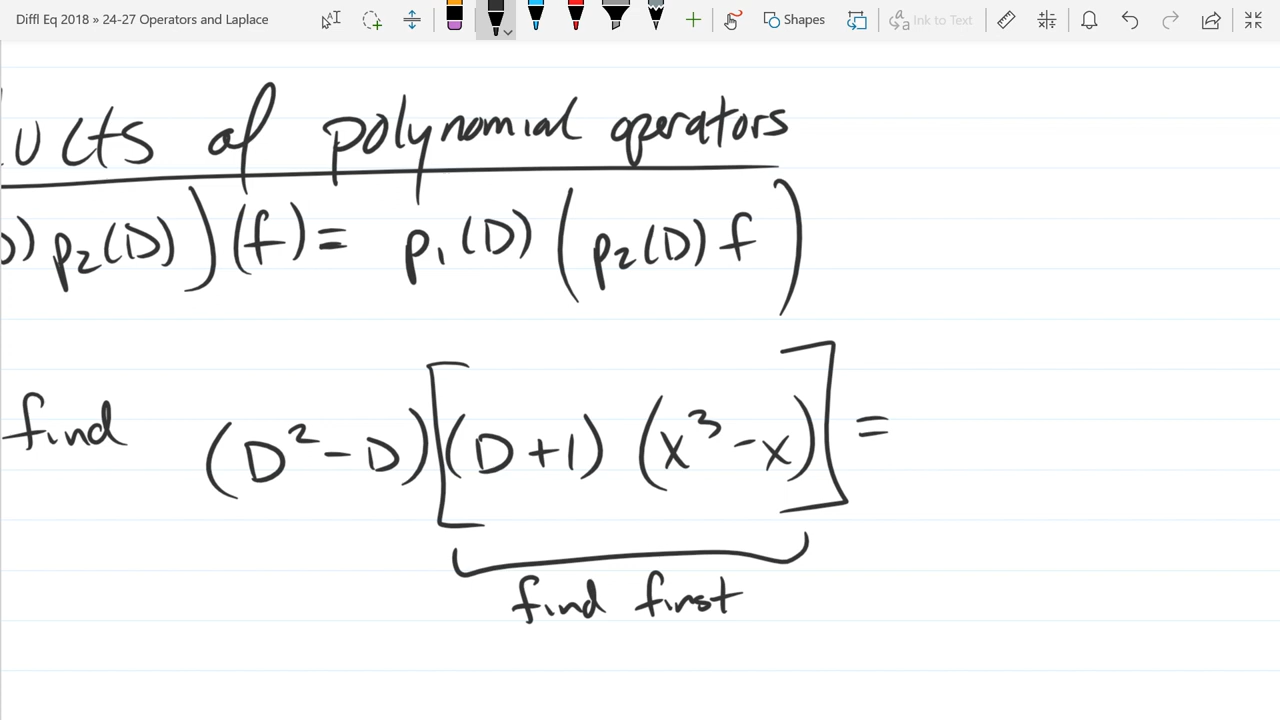 Diffl Eq 2018 » 24-27 Operators and Laplace
Shapes
Ink to Text
ucts of polynomial operators
) p₂(D) ) (f) = p₁(D) ( p₂(D) f )
find (D² - D) [ (D + 1) (x³ - x) ] =
find first